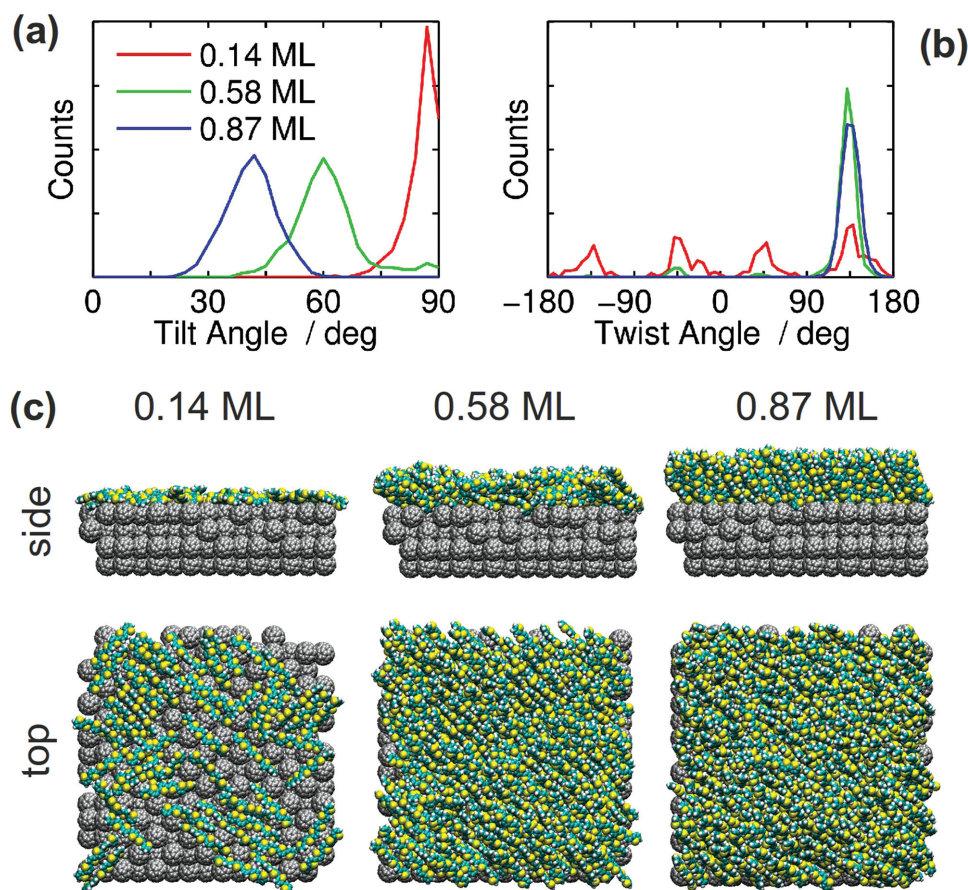 (a)
0.14 ML
0.58 ML
0.87 ML
Counts
0 30 60 90
Tilt Angle / deg
(b)
Counts
−180 −90 0 90 180
Twist Angle / deg
(c)
0.14 ML 0.58 ML 0.87 ML
side
top